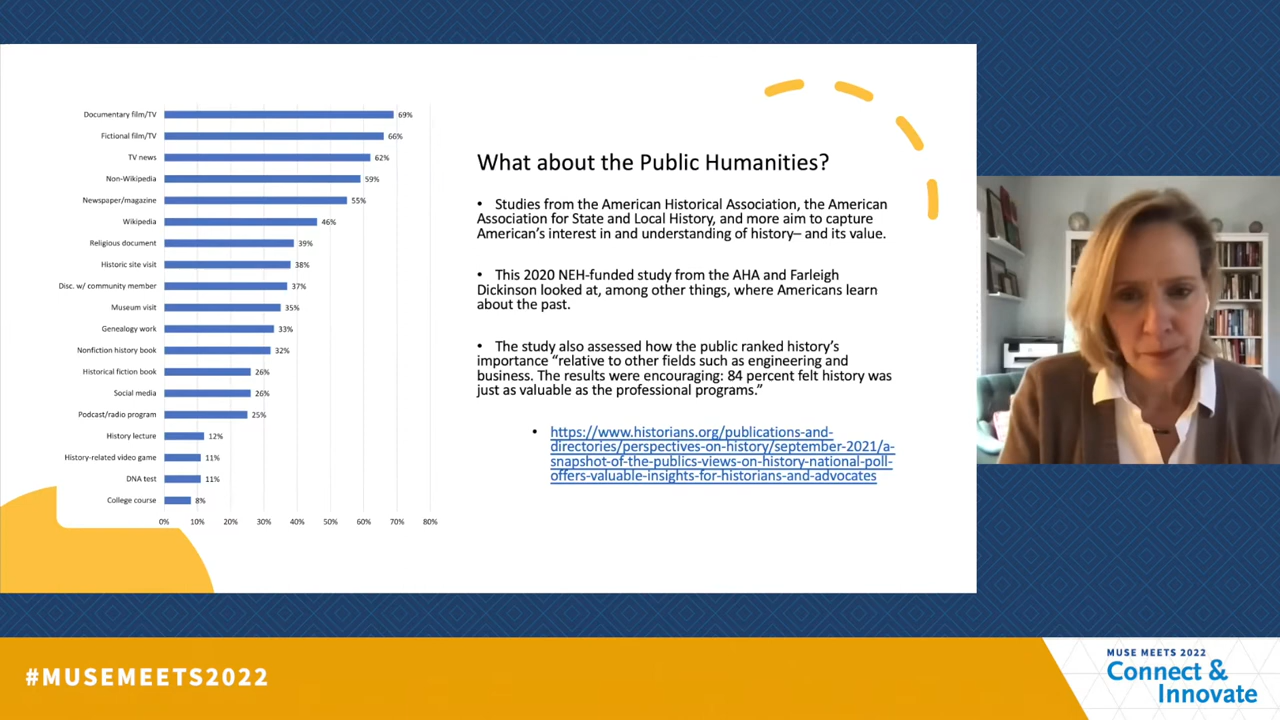 Documentary film/TV 69%
Fictional film/TV 66%
TV news 62%
Non-Wikipedia 59%
Newspaper/magazine 55%
Wikipedia 46%
Religious document 39%
Historic site visit 38%
Disc. w/ community member 37%
Museum visit 35%
Genealogy work 33%
Nonfiction history book 32%
Historical fiction book 26%
Social media 26%
Podcast/radio program 25%
History lecture 12%
History-related video game 11%
DNA test 11%
College course 8%
0% 10% 20% 30% 40% 50% 60% 70% 80%
What about the Public Humanities?
• Studies from the American Historical Association, the American
Association for State and Local History, and more aim to capture
American’s interest in and understanding of history– and its value.
• This 2020 NEH-funded study from the AHA and Farleigh
Dickinson looked at, among other things, where Americans learn
about the past.
• The study also assessed how the public ranked history’s
importance “relative to other fields such as engineering and
business. The results were encouraging: 84 percent felt history was
just as valuable as the professional programs.”
• https://www.historians.org/publications-and-
directories/perspectives-on-history/september-2021/a-
snapshot-of-the-publics-views-on-history-national-poll-
offers-valuable-insights-for-historians-and-advocates
#MUSEMEETS2022
MUSE MEETS 2022
Connect &
Innovate